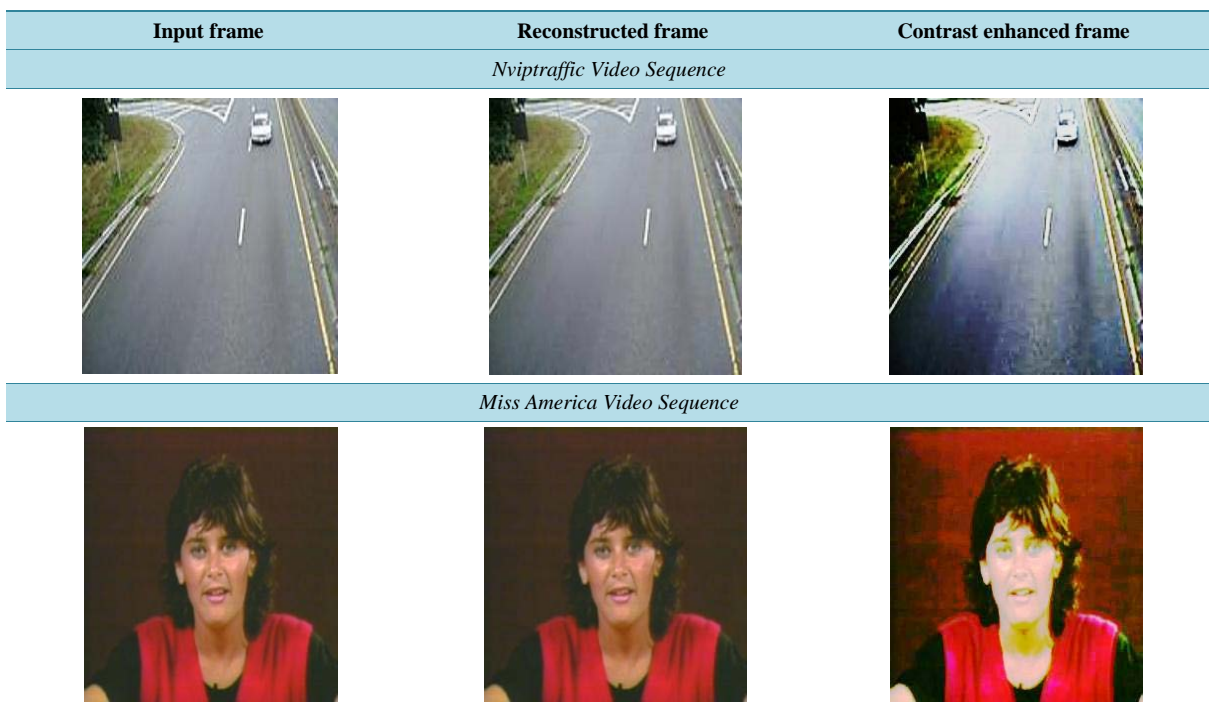 Input frame Reconstructed frame Contrast enhanced frame
Nviptraffic Video Sequence
Miss America Video Sequence